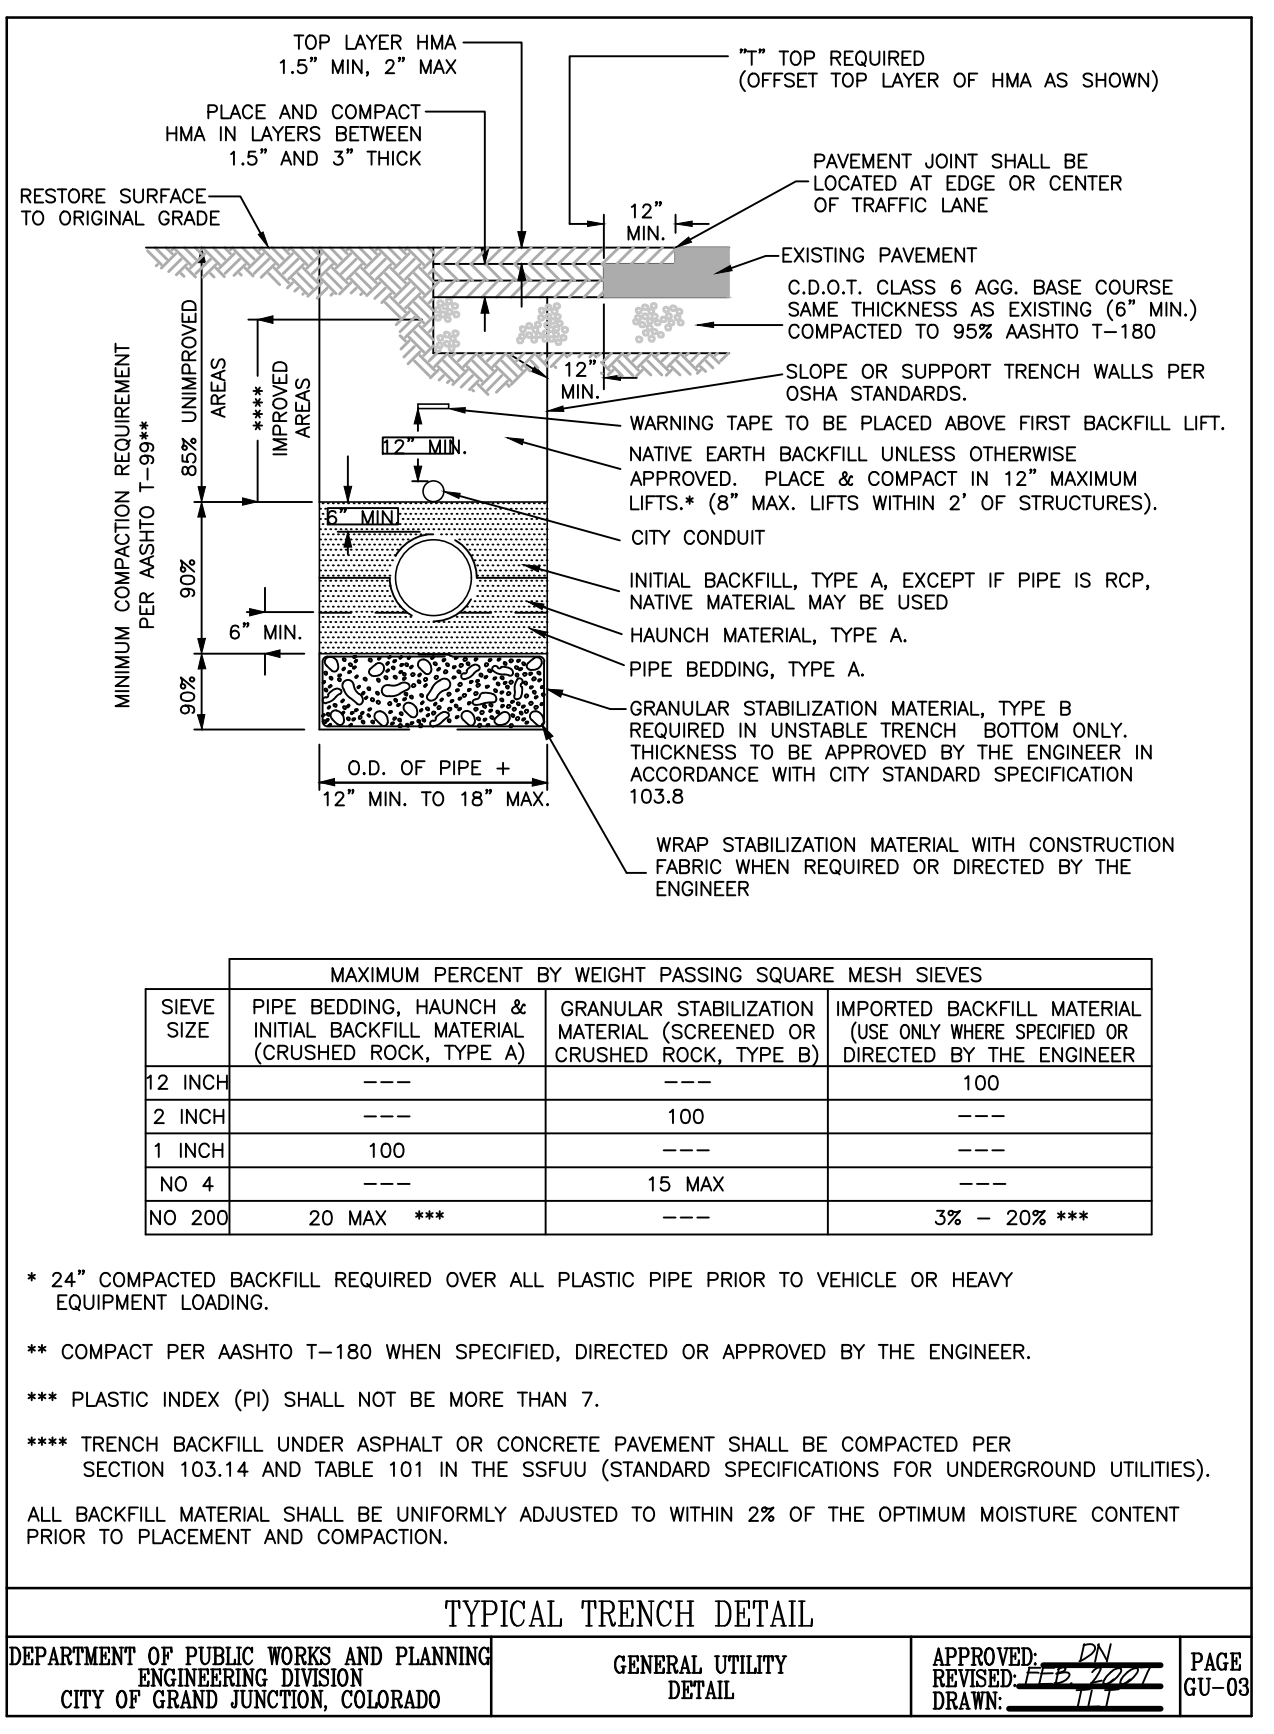 TOP LAYER HMA
1.5" MIN, 2" MAX
"T" TOP REQUIRED
(OFFSET TOP LAYER OF HMA AS SHOWN)
PLACE AND COMPACT
HMA IN LAYERS BETWEEN
1.5" AND 3" THICK
PAVEMENT JOINT SHALL BE
LOCATED AT EDGE OR CENTER
OF TRAFFIC LANE
RESTORE SURFACE
TO ORIGINAL GRADE
12"
MIN.
EXISTING PAVEMENT
C.D.O.T. CLASS 6 AGG. BASE COURSE
SAME THICKNESS AS EXISTING (6" MIN.)
COMPACTED TO 95% AASHTO T-180
MINIMUM COMPACTION REQUIREMENT
PER AASHTO T-99**
85% UNIMPROVED
AREAS
****
IMPROVED
AREAS
12"
MIN.
SLOPE OR SUPPORT TRENCH WALLS PER
OSHA STANDARDS.
WARNING TAPE TO BE PLACED ABOVE FIRST BACKFILL LIFT.
12" MIN.
NATIVE EARTH BACKFILL UNLESS OTHERWISE
APPROVED. PLACE & COMPACT IN 12" MAXIMUM
LIFTS.* (8" MAX. LIFTS WITHIN 2' OF STRUCTURES).
6" MIN.
CITY CONDUIT
90%
INITIAL BACKFILL, TYPE A, EXCEPT IF PIPE IS RCP,
NATIVE MATERIAL MAY BE USED
6" MIN.
HAUNCH MATERIAL, TYPE A.
PIPE BEDDING, TYPE A.
90%
GRANULAR STABILIZATION MATERIAL, TYPE B
REQUIRED IN UNSTABLE TRENCH BOTTOM ONLY.
THICKNESS TO BE APPROVED BY THE ENGINEER IN
ACCORDANCE WITH CITY STANDARD SPECIFICATION
103.8
O.D. OF PIPE +
12" MIN. TO 18" MAX.
WRAP STABILIZATION MATERIAL WITH CONSTRUCTION
FABRIC WHEN REQUIRED OR DIRECTED BY THE
ENGINEER
MAXIMUM PERCENT BY WEIGHT PASSING SQUARE MESH SIEVES
SIEVE
SIZE
PIPE BEDDING, HAUNCH &
INITIAL BACKFILL MATERIAL
(CRUSHED ROCK, TYPE A)
GRANULAR STABILIZATION
MATERIAL (SCREENED OR
CRUSHED ROCK, TYPE B)
IMPORTED BACKFILL MATERIAL
(USE ONLY WHERE SPECIFIED OR
DIRECTED BY THE ENGINEER
12 INCH --- --- 100
2 INCH --- 100 ---
1 INCH 100 --- ---
NO 4 --- 15 MAX ---
NO 200 20 MAX *** --- 3% - 20% ***
* 24" COMPACTED BACKFILL REQUIRED OVER ALL PLASTIC PIPE PRIOR TO VEHICLE OR HEAVY
EQUIPMENT LOADING.
** COMPACT PER AASHTO T-180 WHEN SPECIFIED, DIRECTED OR APPROVED BY THE ENGINEER.
*** PLASTIC INDEX (PI) SHALL NOT BE MORE THAN 7.
**** TRENCH BACKFILL UNDER ASPHALT OR CONCRETE PAVEMENT SHALL BE COMPACTED PER
SECTION 103.14 AND TABLE 101 IN THE SSFUU (STANDARD SPECIFICATIONS FOR UNDERGROUND UTILITIES).
ALL BACKFILL MATERIAL SHALL BE UNIFORMLY ADJUSTED TO WITHIN 2% OF THE OPTIMUM MOISTURE CONTENT
PRIOR TO PLACEMENT AND COMPACTION.
TYPICAL TRENCH DETAIL
DEPARTMENT OF PUBLIC WORKS AND PLANNING
ENGINEERING DIVISION
CITY OF GRAND JUNCTION, COLORADO
GENERAL UTILITY
DETAIL
APPROVED: DN
REVISED: FEB. 2007
DRAWN: TLT
PAGE
GU-03